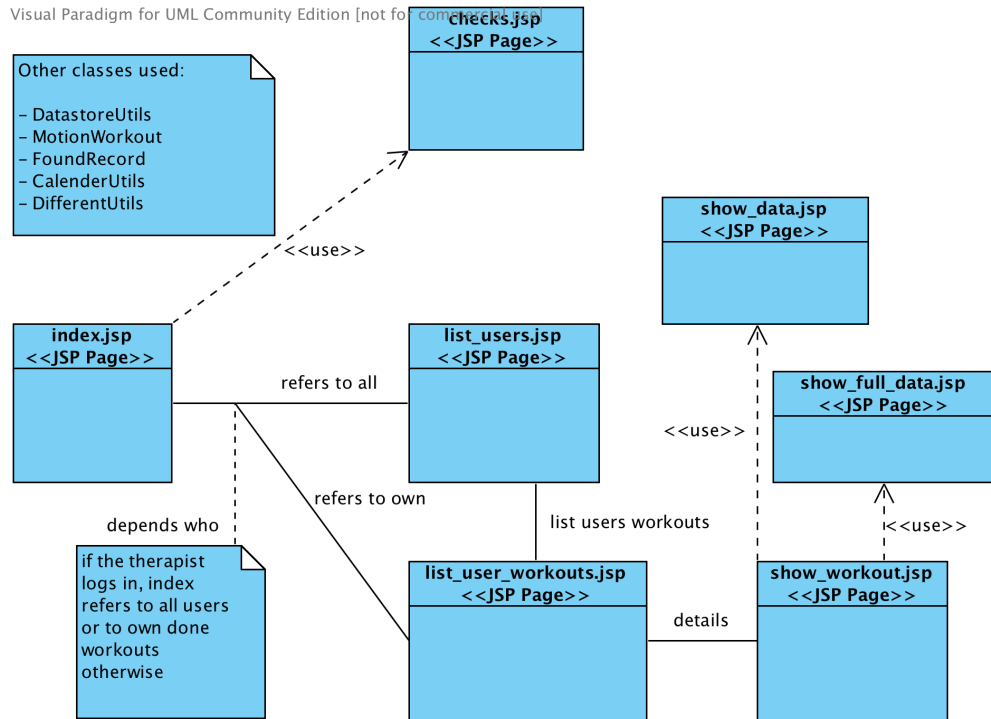 Visual Paradigm for UML Community Edition [not for commercial use]
checks.jsp
<<JSP Page>>
Other classes used:
- DatastoreUtils
- MotionWorkout
- FoundRecord
- CalenderUtils
- DifferentUtils
show_data.jsp
<<JSP Page>>
<<use>>
index.jsp
<<JSP Page>>
list_users.jsp
<<JSP Page>>
refers to all
show_full_data.jsp
<<JSP Page>>
<<use>>
refers to own
depends who
list users workouts
<<use>>
if the therapist
logs in, index
refers to all users
or to own done
workouts
otherwise
list_user_workouts.jsp
<<JSP Page>>
details
show_workout.jsp
<<JSP Page>>